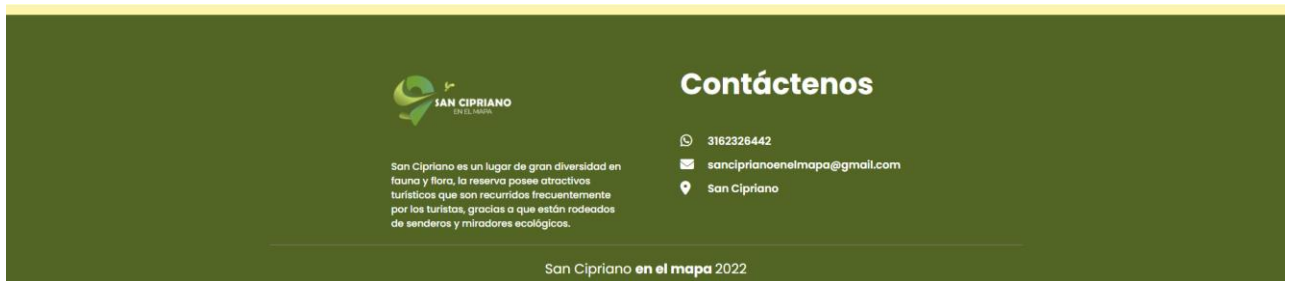 SAN CIPRIANO
EN EL MAPA
San Cipriano es un lugar de gran diversidad en
fauna y flora, la reserva posee atractivos
turísticos que son recurridos frecuentemente
por los turistas, gracias a que están rodeados
de senderos y miradores ecológicos.
Contáctenos
3162326442
sanciprianoenelmapa@gmail.com
San Cipriano
San Cipriano en el mapa 2022